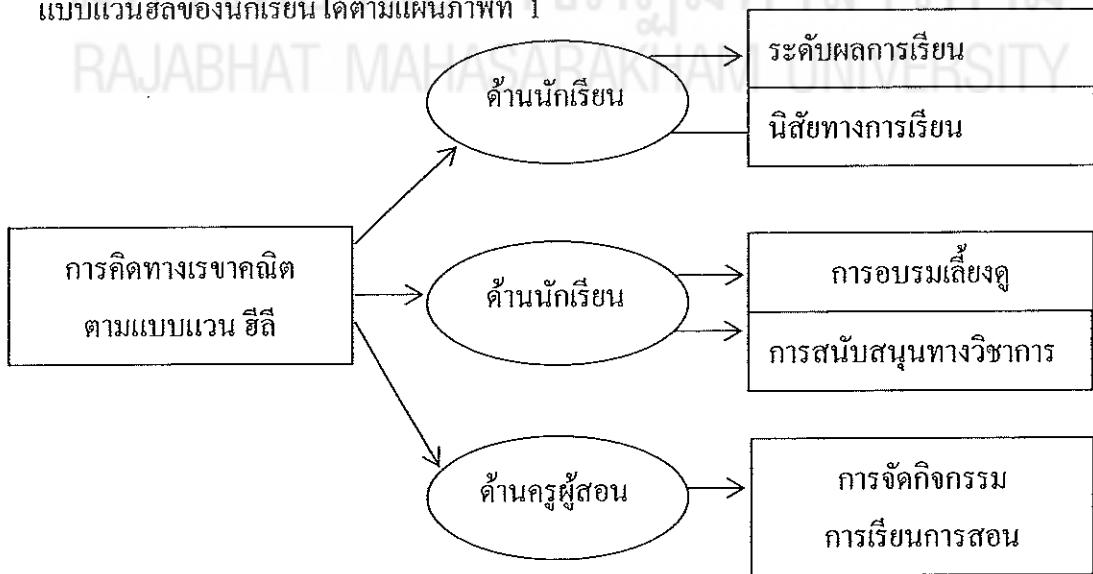 แบบแวนฮีลีของนักเรียน ได้ตามแผนภาพที่ 1
RAJABHAT MAHASARAKHAM UNIVERSITY
ด้านนักเรียน
ระดับผลการเรียน
นิสัยทางการเรียน
การคิดทางเรขาคณิต
ตามแบบแวน ฮีลี
ด้านนักเรียน
การอบรมเลี้ยงดู
การสนับสนุนทางวิชาการ
ด้านครูผู้สอน
การจัดกิจกรรม
การเรียนการสอน